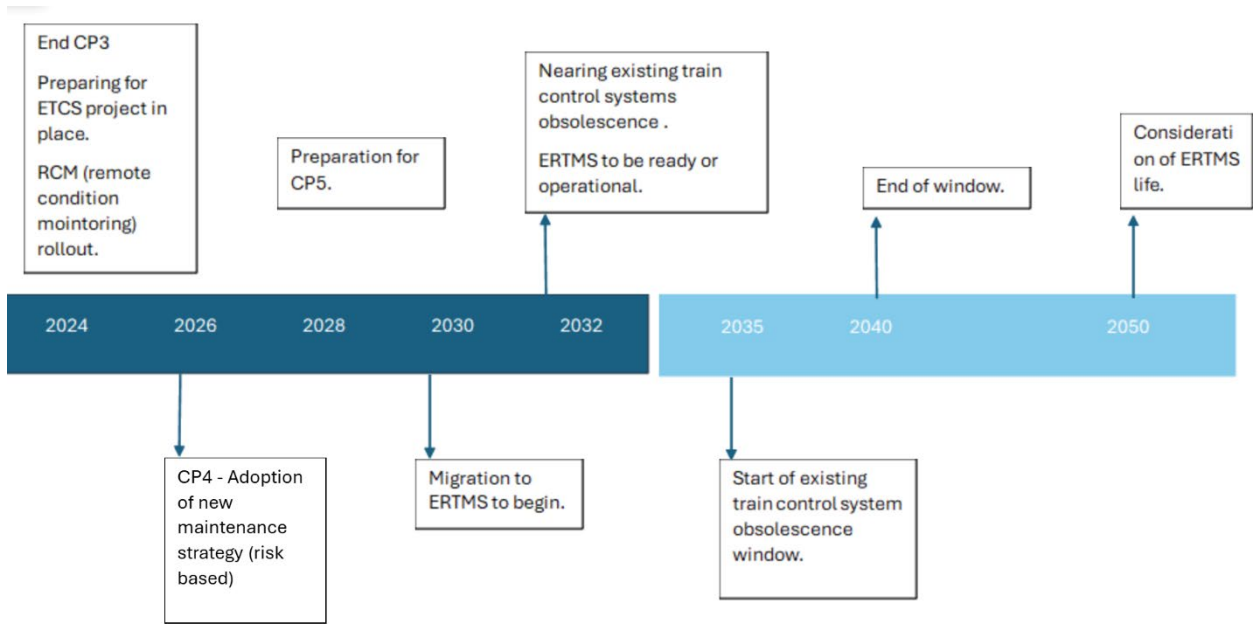 End CP3
Preparing for
ETCS project in
place.
RCM (remote
condition
mointoring)
rollout.
Preparation for
CP5.
Nearing existing train
control systems
obsolescence .
ERTMS to be ready or
operational.
End of window.
Considerati
on of ERTMS
life.
2024 2026 2028 2030 2032 2035 2040 2050
CP4 - Adoption
of new
maintenance
strategy (risk
based)
Migration to
ERTMS to begin.
Start of existing
train control system
obsolescence
window.